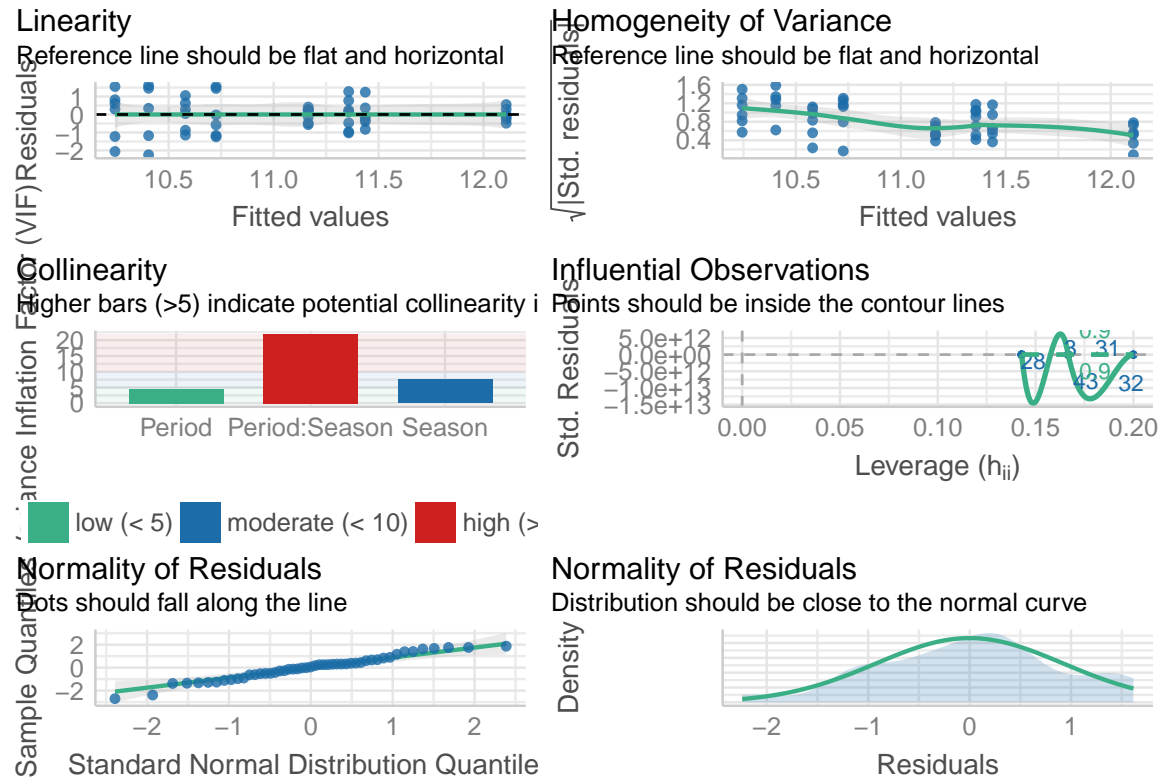 Linearity
Reference line should be flat and horizontal
Residuals
1
0
−1
−2
10.5 11.0 11.5 12.0
Fitted values
Homogeneity of Variance
Reference line should be flat and horizontal
√|Std. residuals|
1.6
1.2
0.8
0.4
10.5 11.0 11.5 12.0
Fitted values
Collinearity
Higher bars (>5) indicate potential collinearity i
Inflation Factor (VIF)
20
15
10
5
0
Period Period:Season Season
low (< 5) moderate (< 10) high (>
Influential Observations
Points should be inside the contour lines
Std. Residuals
5.0e+12
0.0e+00
−5.0e+12
−1.0e+13
−1.5e+13
0.9
28 3 31
0.9
43 32
0.00 0.05 0.10 0.15 0.20
Leverage (hii)
Normality of Residuals
Dots should fall along the line
Sample Quantiles
2
0
−2
−2 −1 0 1 2
Standard Normal Distribution Quantile
Normality of Residuals
Distribution should be close to the normal curve
Density
−2 −1 0 1
Residuals